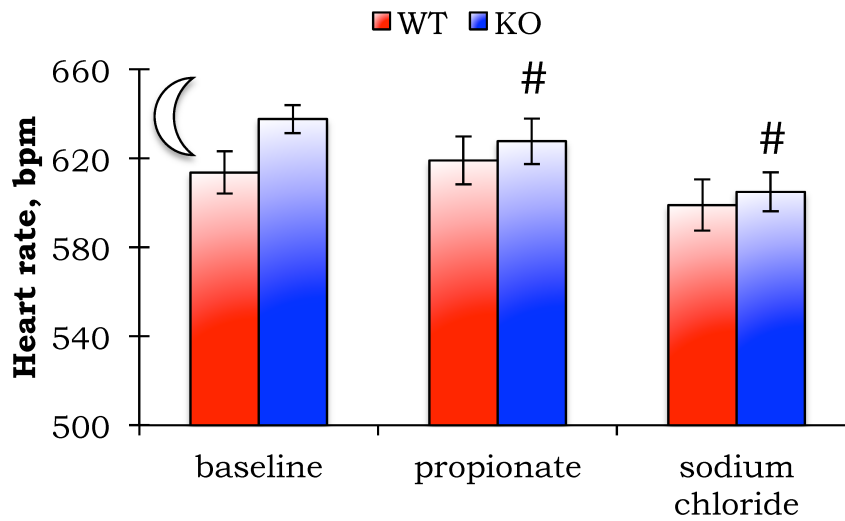 WT KO
660
620
580
540
500
Heart rate, bpm
#
#
baseline
propionate
sodium
chloride